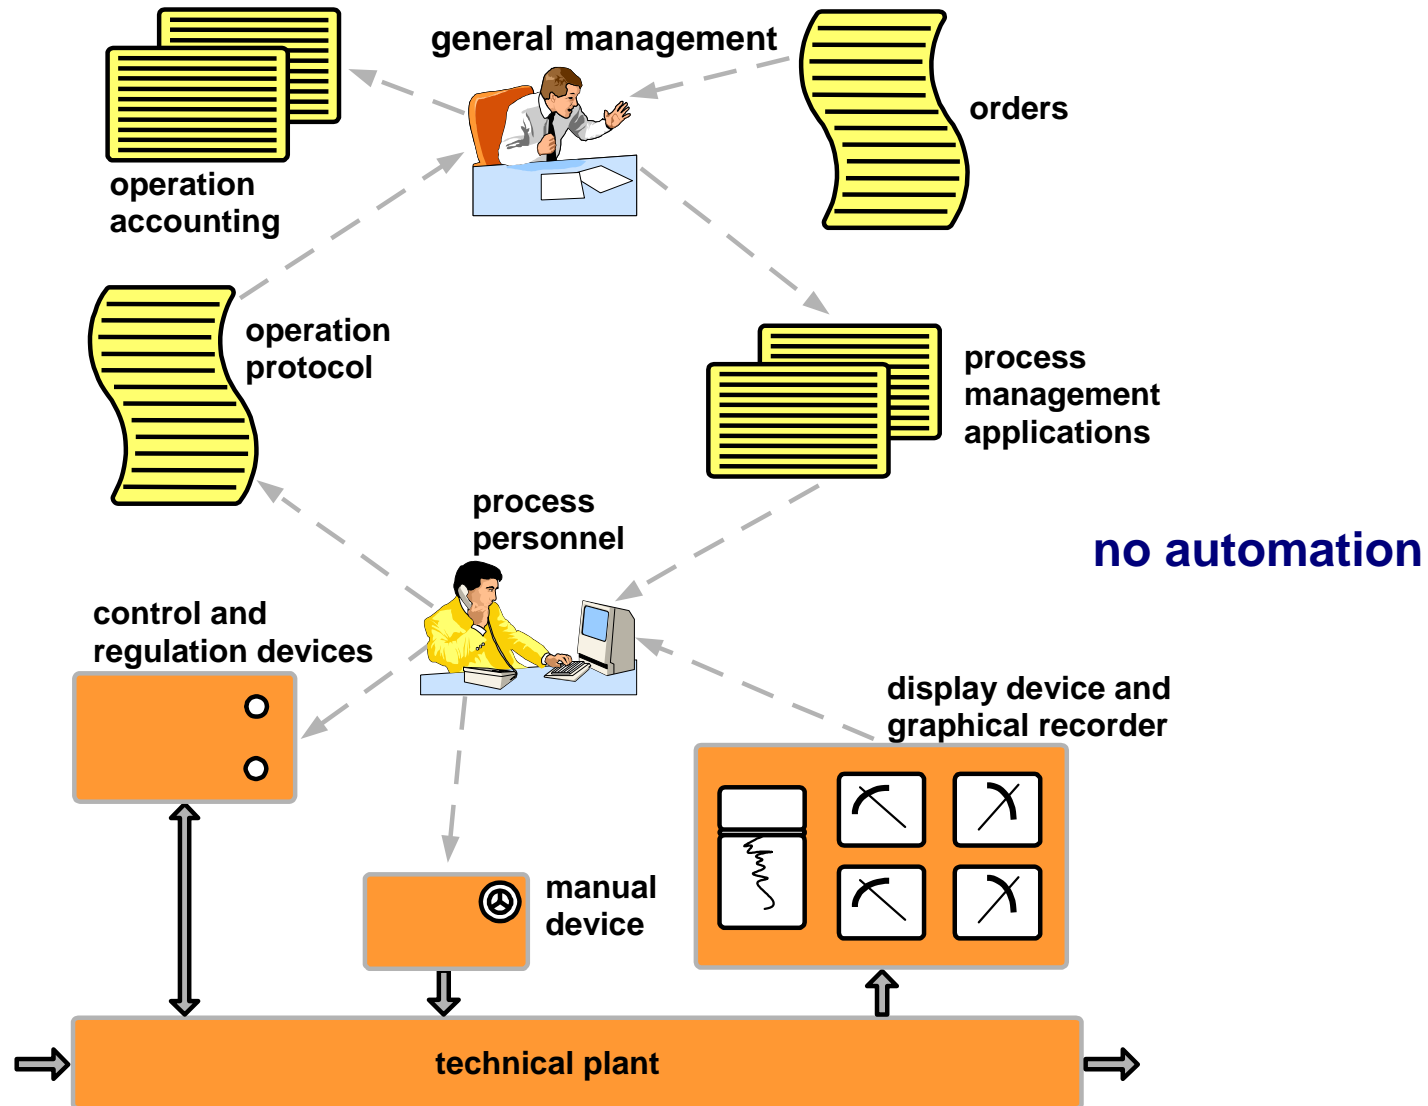 general management
orders
operation
accounting
operation
protocol
process
management
applications
process
personnel
no automation
control and
regulation devices
display device and
graphical recorder
manual
device
technical plant